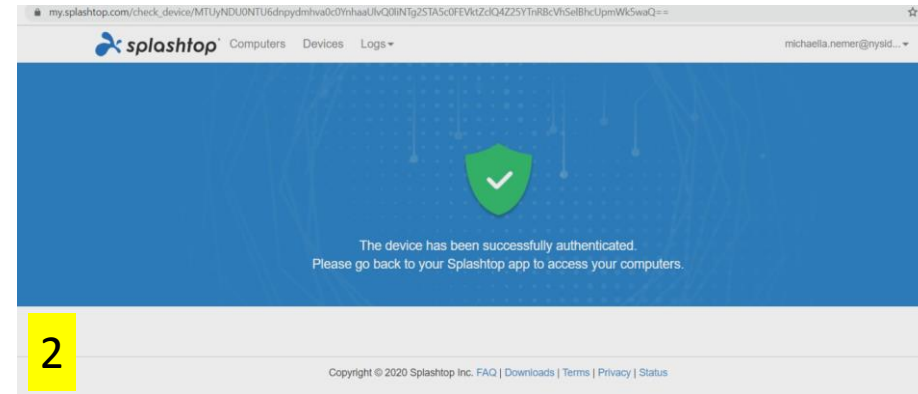 my.splashtop.com/check_device/MTUyNDU0NTU6dnpydmhva0c0YnhaaUlvQ0liNTg2STA5c0FEVktZclQ4Z25YTnRBcVh5elBhcUpmWk5waQ==
splashtop Computers Devices Logs michaella.nemer@nysid...
The device has been successfully authenticated.
Please go back to your Splashtop app to access your computers.
2
Copyright © 2020 Splashtop Inc. FAQ | Downloads | Terms | Privacy | Status